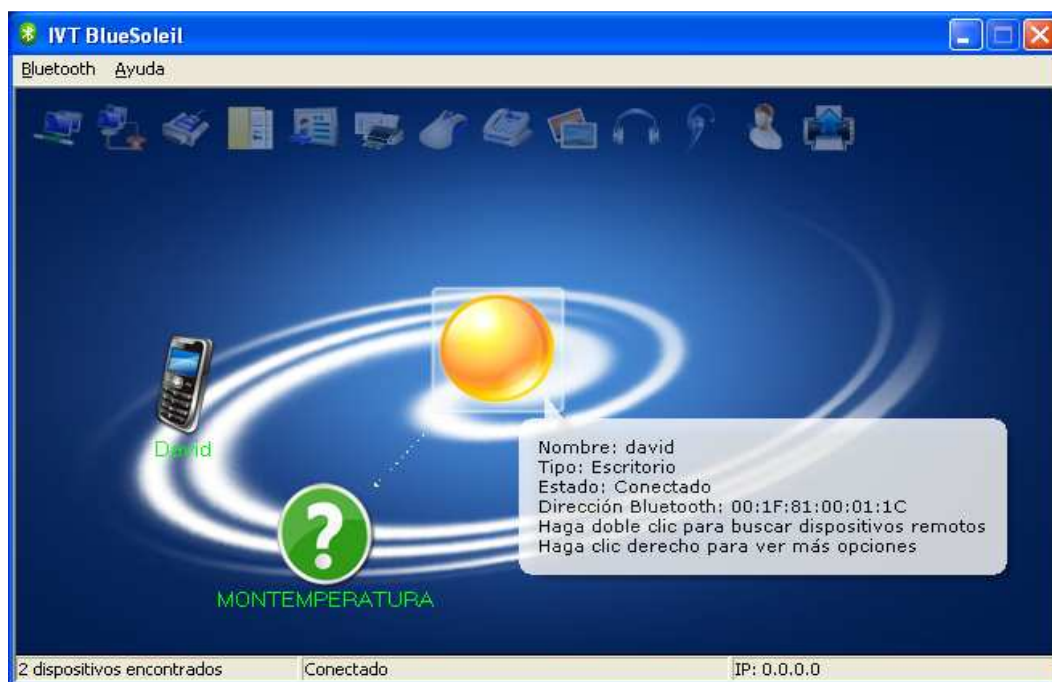 IVT BlueSoleil
Bluetooth Ayuda
David
Nombre: david
Tipo: Escritorio
Estado: Conectado
Dirección Bluetooth: 00:1F:81:00:01:1C
Haga doble clic para buscar dispositivos remotos
Haga clic derecho para ver más opciones
MONTEMPERATURA
2 dispositivos encontrados Conectado IP: 0.0.0.0